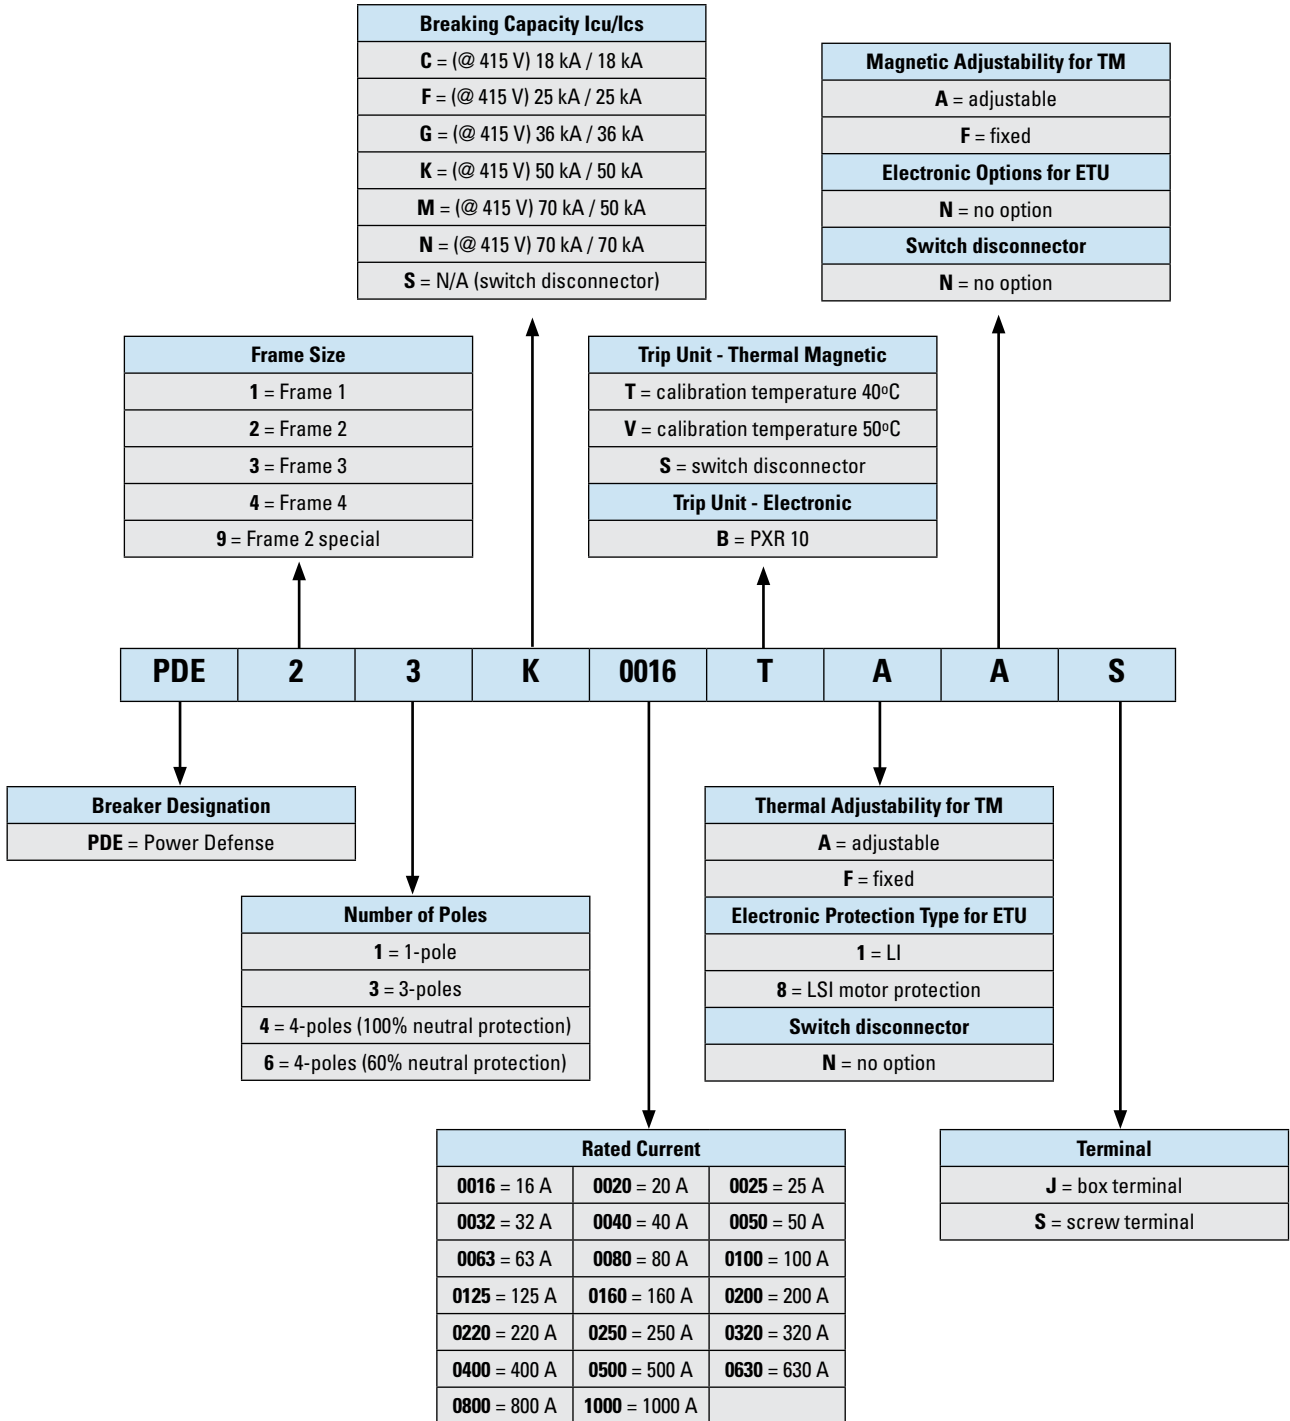 Breaking Capacity Icu/Ics
C = (@ 415 V) 18 kA / 18 kA
F = (@ 415 V) 25 kA / 25 kA
G = (@ 415 V) 36 kA / 36 kA
K = (@ 415 V) 50 kA / 50 kA
M = (@ 415 V) 70 kA / 50 kA
N = (@ 415 V) 70 kA / 70 kA
S = N/A (switch disconnector)
Magnetic Adjustability for TM
A = adjustable
F = fixed
Electronic Options for ETU
N = no option
Switch disconnector
N = no option
Frame Size
1 = Frame 1
2 = Frame 2
3 = Frame 3
4 = Frame 4
9 = Frame 2 special
Trip Unit - Thermal Magnetic
T = calibration temperature 40ºC
V = calibration temperature 50ºC
S = switch disconnector
Trip Unit - Electronic
B = PXR 10
PDE 2 3 K 0016 T A A S
Breaker Designation
PDE = Power Defense
Number of Poles
1 = 1-pole
3 = 3-poles
4 = 4-poles (100% neutral protection)
6 = 4-poles (60% neutral protection)
Thermal Adjustability for TM
A = adjustable
F = fixed
Electronic Protection Type for ETU
1 = LI
8 = LSI motor protection
Switch disconnector
N = no option
Rated Current
0016 = 16 A 0020 = 20 A 0025 = 25 A
0032 = 32 A 0040 = 40 A 0050 = 50 A
0063 = 63 A 0080 = 80 A 0100 = 100 A
0125 = 125 A 0160 = 160 A 0200 = 200 A
0220 = 220 A 0250 = 250 A 0320 = 320 A
0400 = 400 A 0500 = 500 A 0630 = 630 A
0800 = 800 A 1000 = 1000 A
Terminal
J = box terminal
S = screw terminal